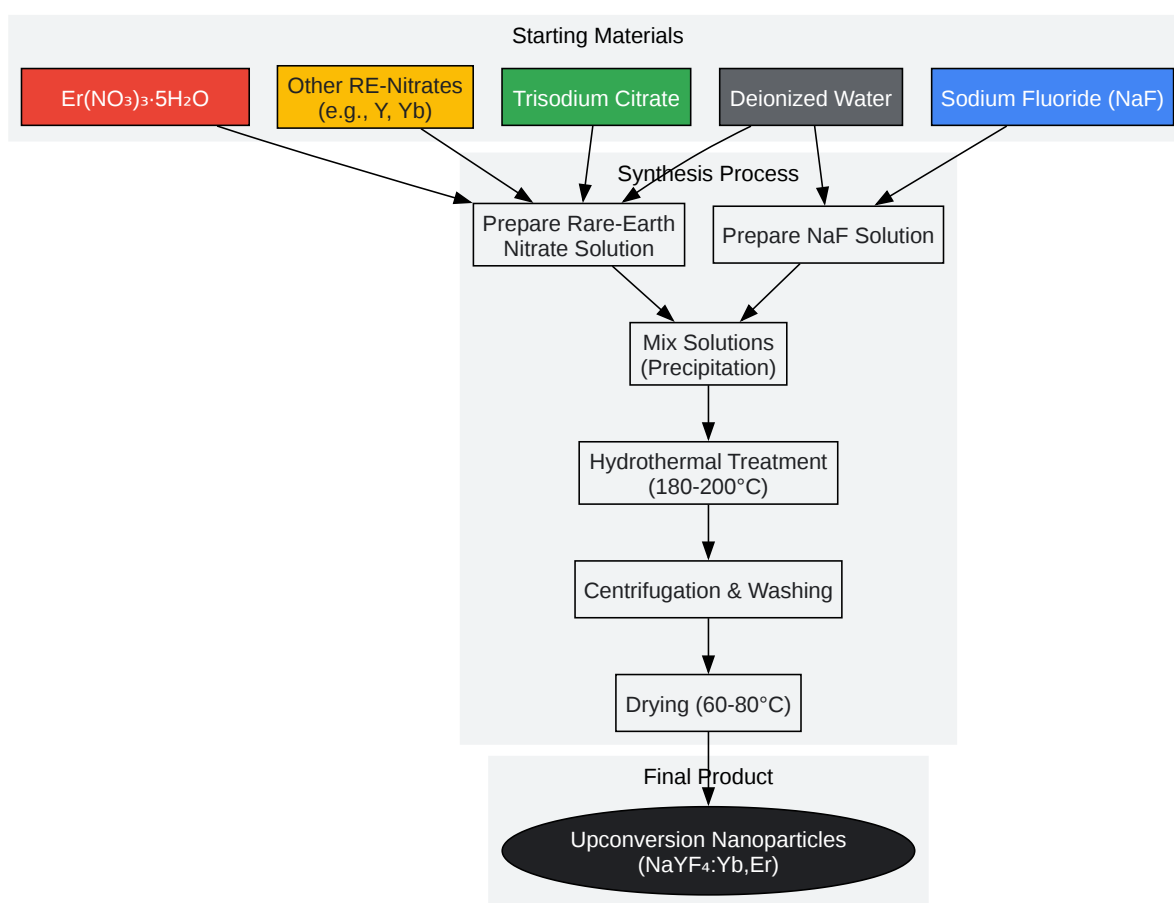 Starting Materials
Er(NO₃)₃·5H₂O
Other RE-Nitrates
(e.g., Y, Yb)
Trisodium Citrate
Deionized Water
Sodium Fluoride (NaF)
Synthesis Process
Prepare Rare-Earth
Nitrate Solution
Prepare NaF Solution
Mix Solutions
(Precipitation)
Hydrothermal Treatment
(180-200°C)
Centrifugation & Washing
Drying (60-80°C)
Final Product
Upconversion Nanoparticles
(NaYF₄:Yb,Er)